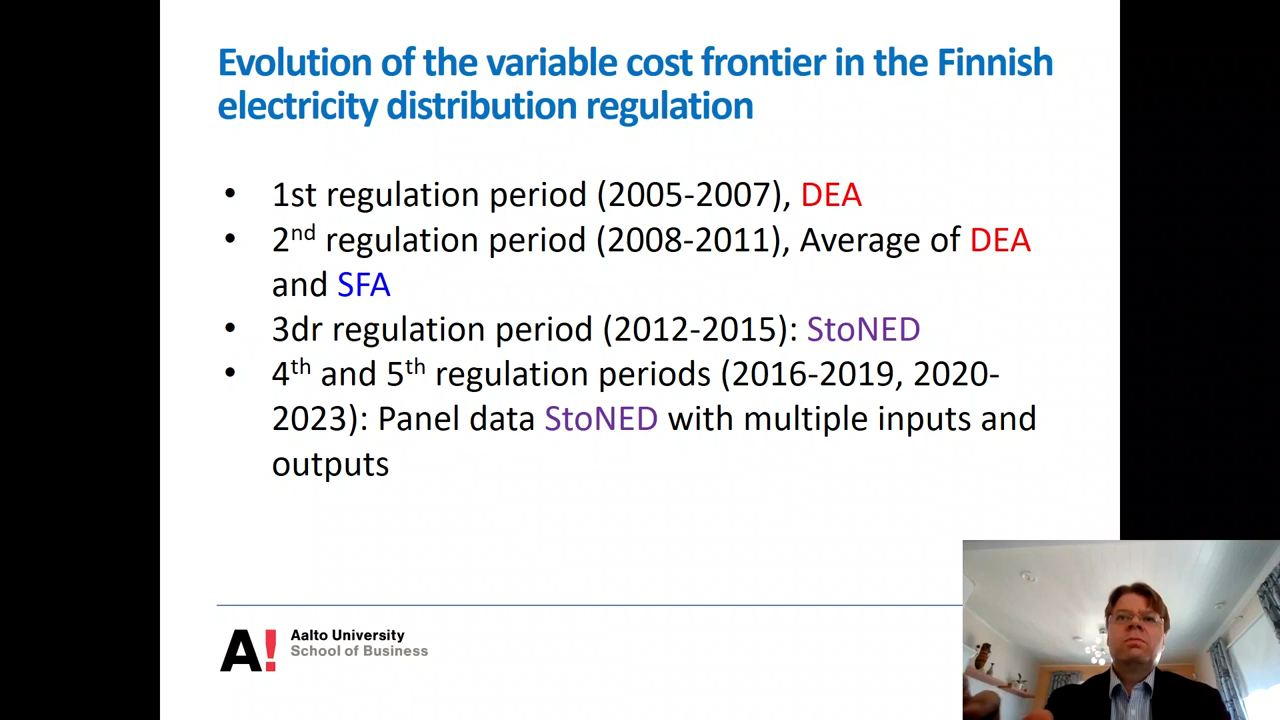 Evolution of the variable cost frontier in the Finnish
electricity distribution regulation
• 1st regulation period (2005-2007), DEA
• 2nd regulation period (2008-2011), Average of DEA
and SFA
• 3dr regulation period (2012-2015): StoNED
• 4th and 5th regulation periods (2016-2019, 2020-
2023): Panel data StoNED with multiple inputs and
outputs
A! Aalto University
School of Business